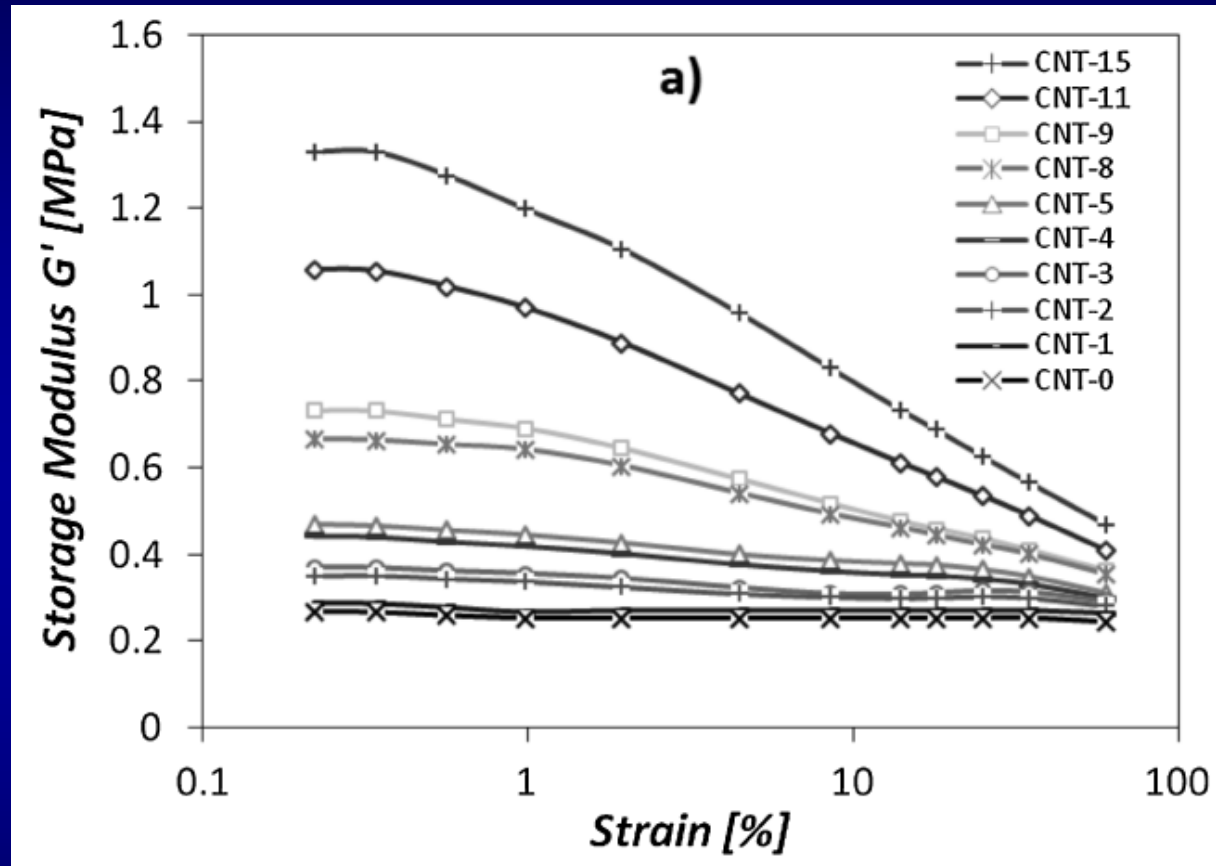 a)
Storage Modulus G' [MPa]
1.6
1.4
1.2
1
0.8
0.6
0.4
0.2
0
CNT-15
CNT-11
CNT-9
CNT-8
CNT-5
CNT-4
CNT-3
CNT-2
CNT-1
CNT-0
0.1
1
10
100
Strain [%]